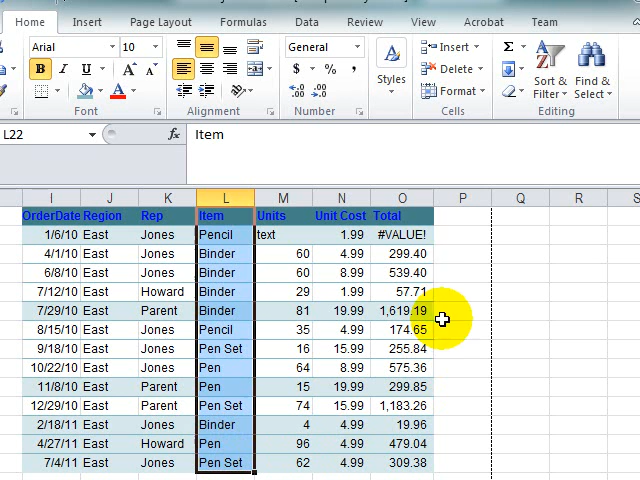 Home Insert Page Layout Formulas Data Review View Acrobat Team
Arial 10 General Insert Σ
B I U A A $ % , Styles Delete Sort & Filter Find & Select
A Format
Font Alignment Number Cells Editing
L22 fx Item
I J K L M N O P Q R S
OrderDate Region Rep Item Units Unit Cost Total
1/6/10 East Jones Pencil text 1.99 #VALUE!
4/1/10 East Jones Binder 60 4.99 299.40
6/8/10 East Jones Binder 60 8.99 539.40
7/12/10 East Howard Binder 29 1.99 57.71
7/29/10 East Parent Binder 81 19.99 1,619.19
8/15/10 East Jones Pencil 35 4.99 174.65
9/18/10 East Jones Pen Set 16 15.99 255.84
10/22/10 East Jones Pen 64 8.99 575.36
11/8/10 East Parent Pen 15 19.99 299.85
12/29/10 East Parent Pen Set 74 15.99 1,183.26
2/18/11 East Jones Binder 4 4.99 19.96
4/27/11 East Howard Pen 96 4.99 479.04
7/4/11 East Jones Pen Set 62 4.99 309.38